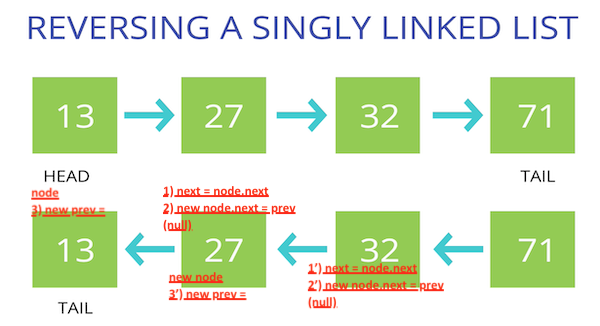 REVERSING A SINGLY LINKED LIST
13 27 32 71
HEAD TAIL
node
3) new prev =
1) next = node.next
2) new node.next = prev
(null)
13 27 32 71
new node
3’) new prev =
1’) next = node.next
2’) new node.next = prev
(null)
TAIL